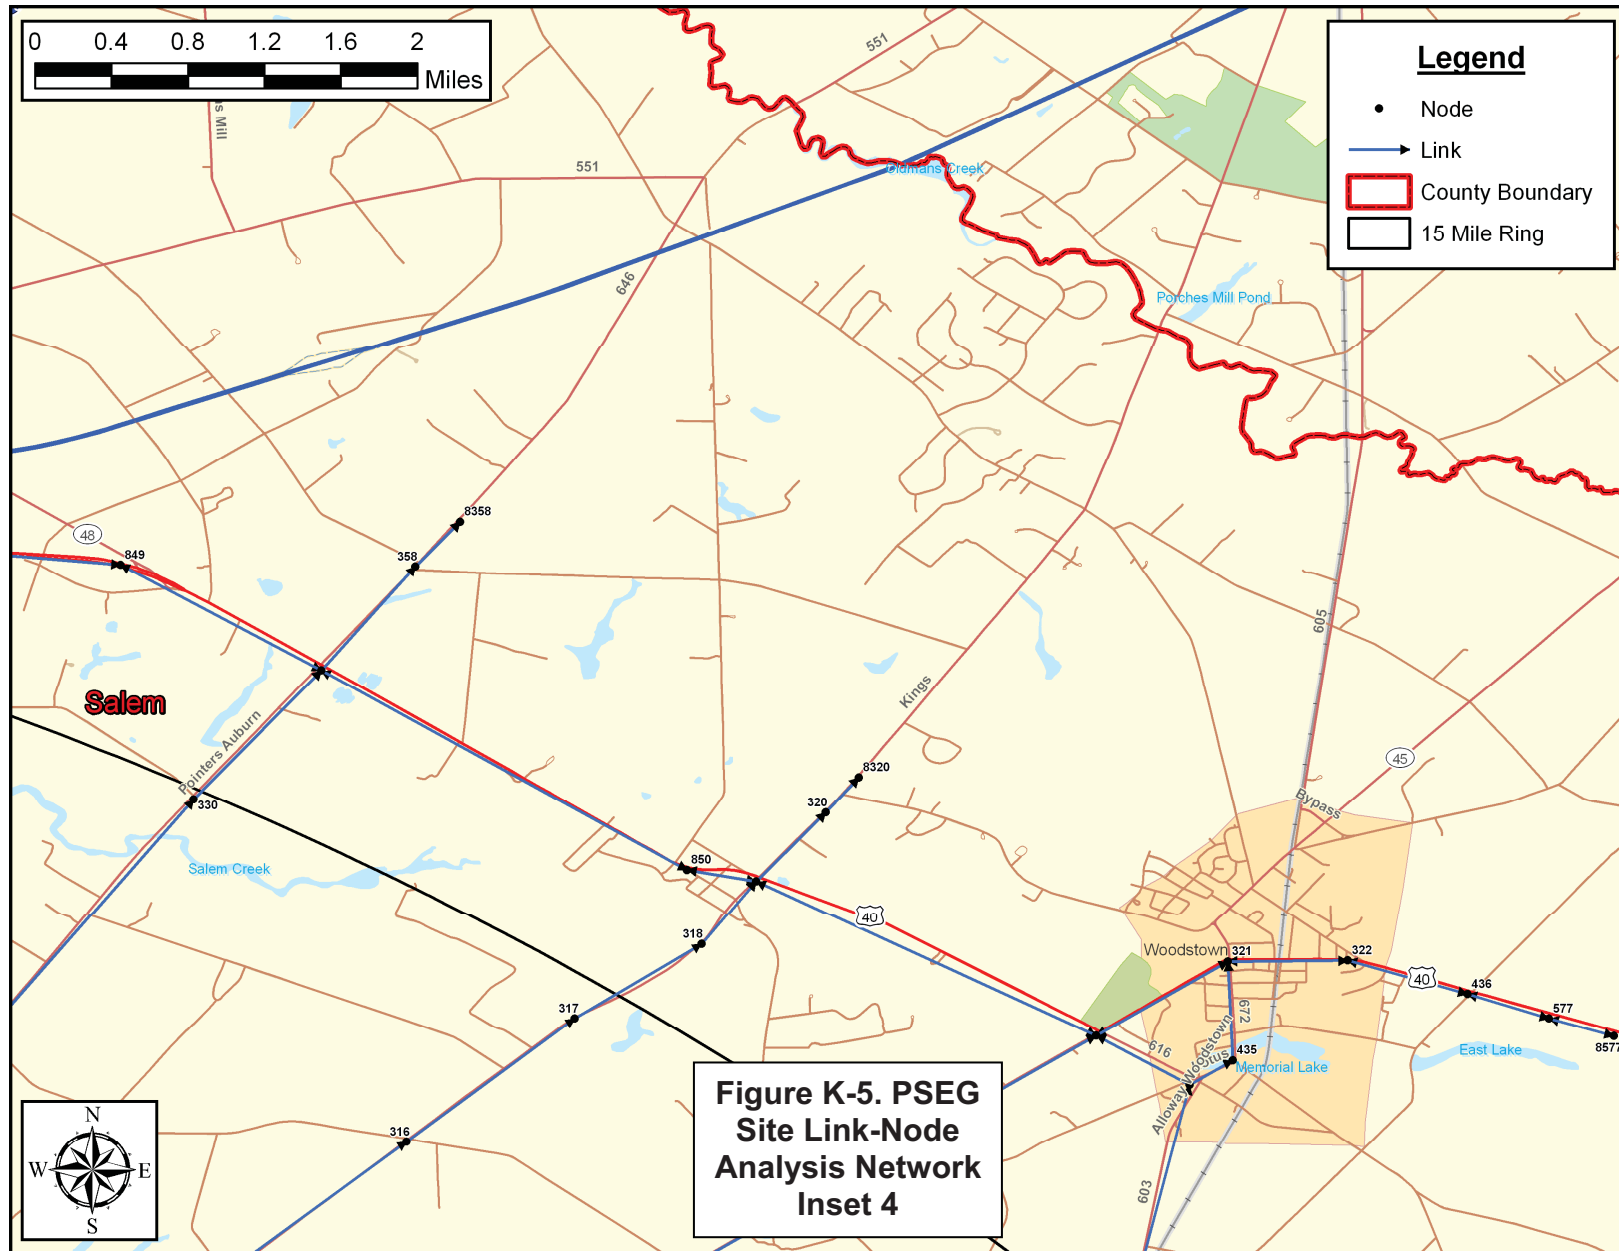 0 0.4 0.8 1.2 1.6 2
Miles
Legend
Node
Link
County Boundary
15 Mile Ring
551
s Mill
551
Oldmans Creek
646
Porches Mill Pond
8358
48
849
358
605
Salem
Kings
Pointers Auburn
45
8320
330
320
Bypass
850
Salem Creek
40
318
Woodstown
321
322
40
436
317
672
577
616
435
8577
East Lake
Memorial Lake
Alloway Woodstown
316
603
N
W E
S
Figure K-5. PSEG
Site Link-Node
Analysis Network
Inset 4